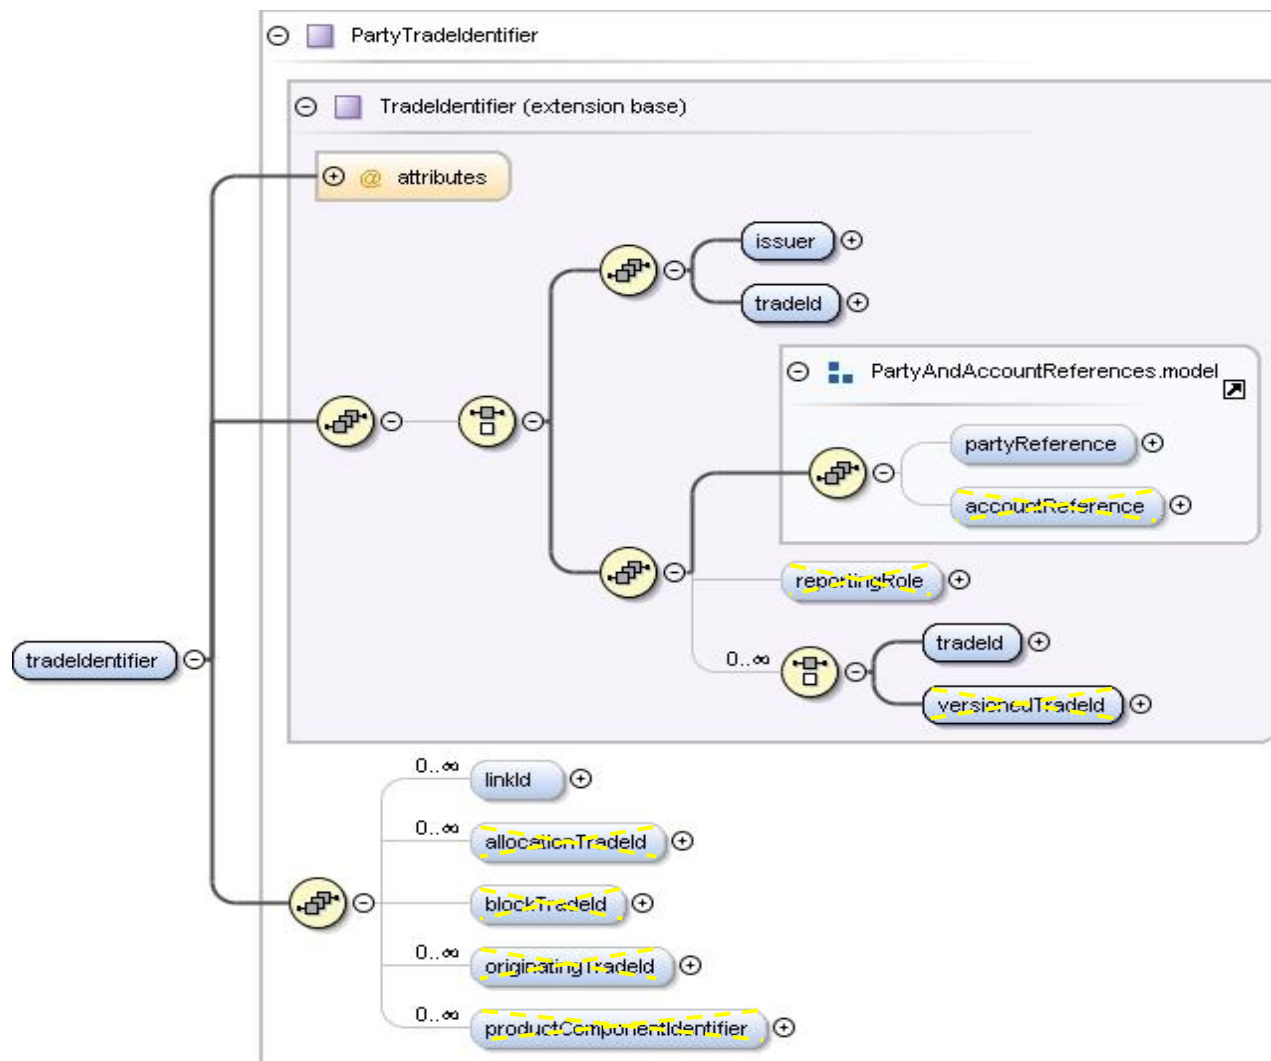 PartyTradeIdentifier
TradeIdentifier (extension base)
@ attributes
issuer
tradeId
PartyAndAccountReferences.model
partyReference
accountReference
reportingRole
tradeIdentifier
0..∞
tradeId
versionedTradeId
0..∞
linkId
0..∞
allocationTradeId
0..∞
blockTradeId
0..∞
originatingTradeId
0..∞
productComponentIdentifier